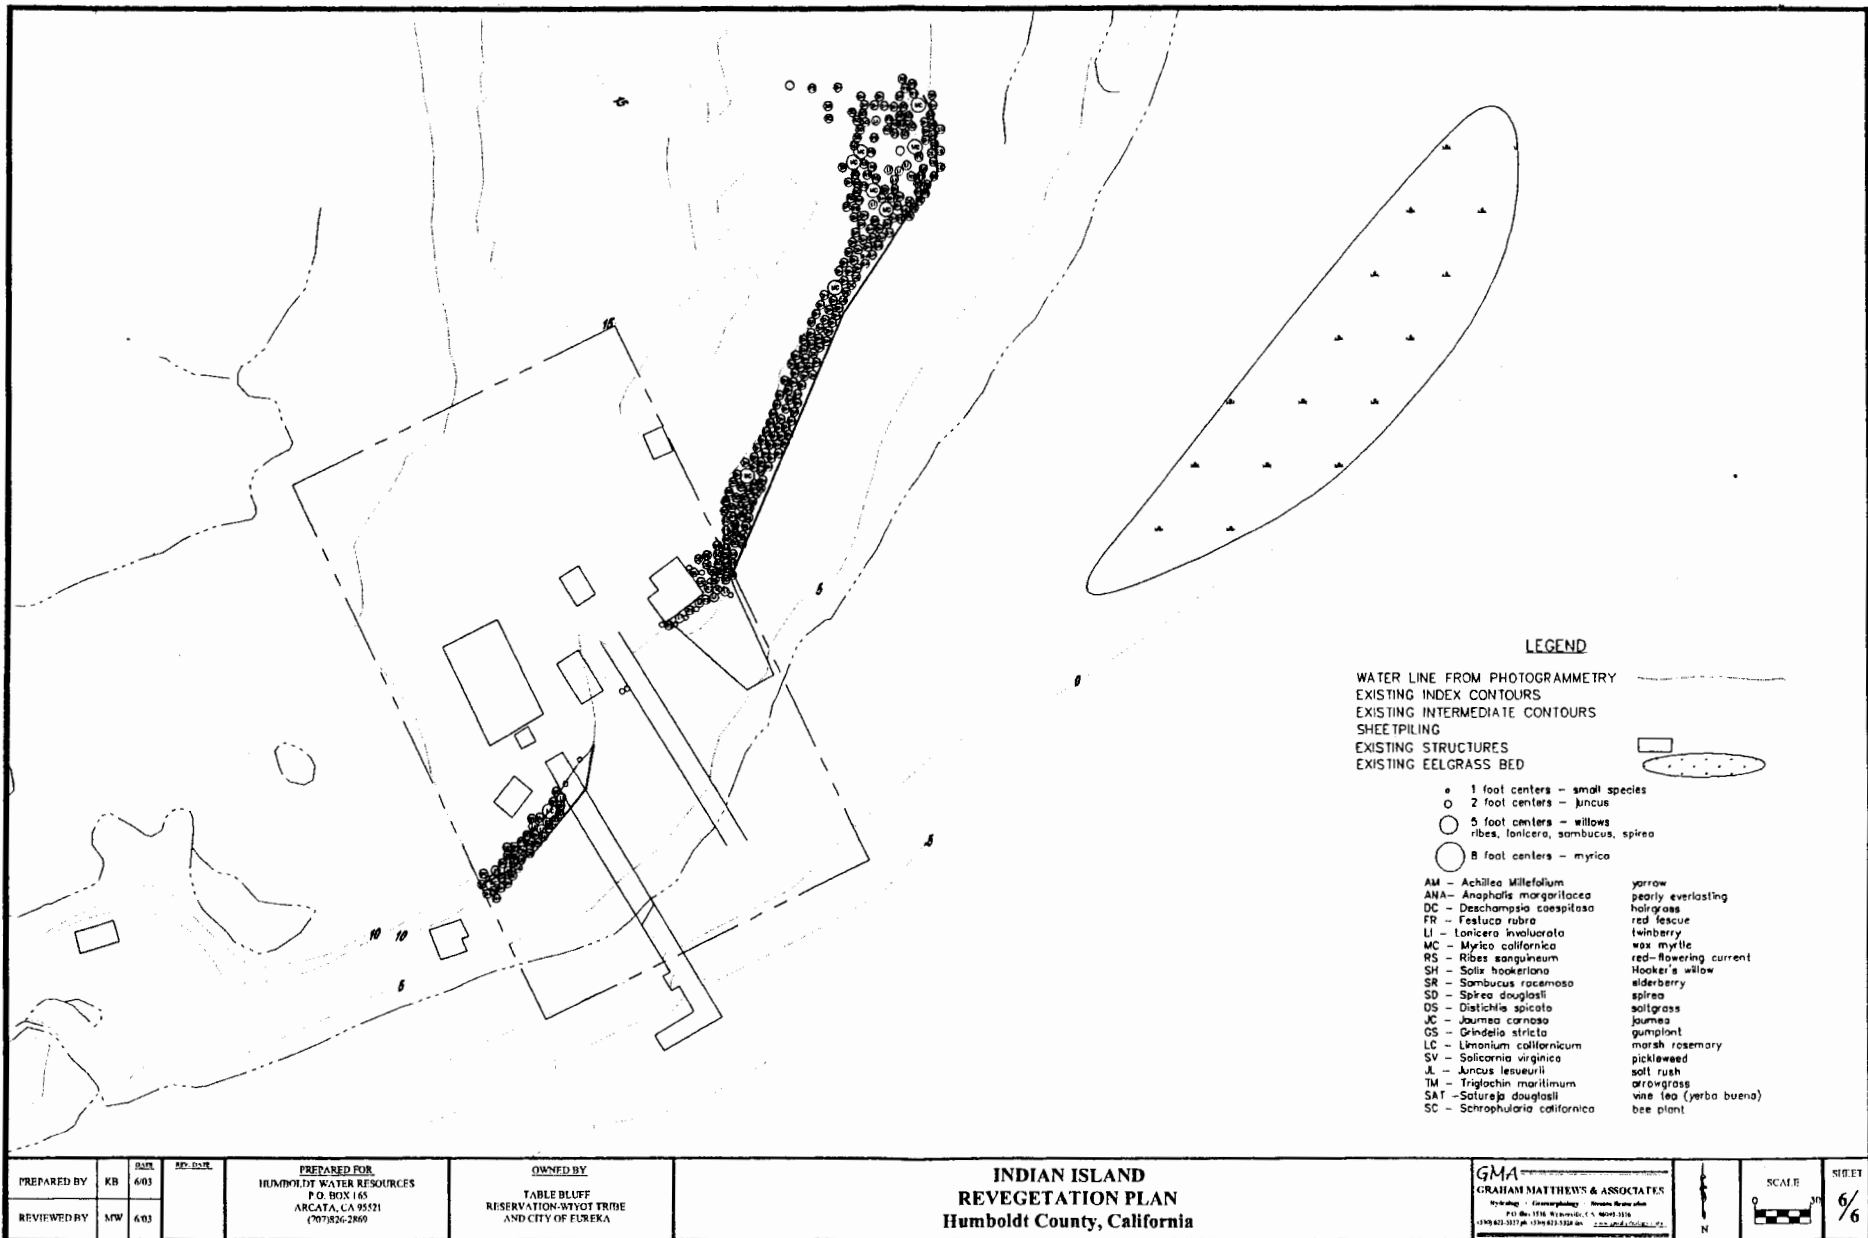 15
15
5
0
-5
10 10
5
LEGEND
WATER LINE FROM PHOTOGRAMMETRY
EXISTING INDEX CONTOURS
EXISTING INTERMEDIATE CONTOURS
SHEETPILING
EXISTING STRUCTURES
EXISTING EELGRASS BED
1 foot centers - small species
2 foot centers - juncus
5 foot centers - willows
ribes, lonicera, sambucus, spirea
8 foot centers - myrica
AM - Achillea Millefolium yarrow
ANA- Anaphalis margaritacea pearly everlasting
DC - Deschampsia caespitosa hairgrass
FR - Festuca rubra red fescue
LI - Lonicera involucrata twinberry
MC - Myrica californica wax myrtle
RS - Ribes sanguineum red-flowering current
SH - Salix hookeriana Hooker's willow
SR - Sambucus racemosa elderberry
SD - Spirea douglasii spirea
DS - Distichlis spicata saltgrass
JC - Jaumea carnosa jaumea
GS - Grindelia stricta gumplant
LC - Limonium californicum marsh rosemary
SV - Salicornia virginica pickleweed
JL - Juncus lesueurii salt rush
TM - Triglochin maritimum arrowgrass
SAT -Satureja douglasii vine tea (yerba buena)
SC - Schrophularia californica bee plant
PREPARED BY KB DATE 6/03 REV. DATE
REVIEWED BY MW 6/03
PREPARED FOR
HUMBOLDT WATER RESOURCES
P.O. BOX 165
ARCATA, CA 95521
(707)826-2869
OWNED BY
TABLE BLUFF
RESERVATION-WIYOT TRIBE
AND CITY OF EUREKA
INDIAN ISLAND
REVEGETATION PLAN
Humboldt County, California
GMA
GRAHAM MATTHEWS & ASSOCIATES
N
SCALE
0 30
SHEET
6/6